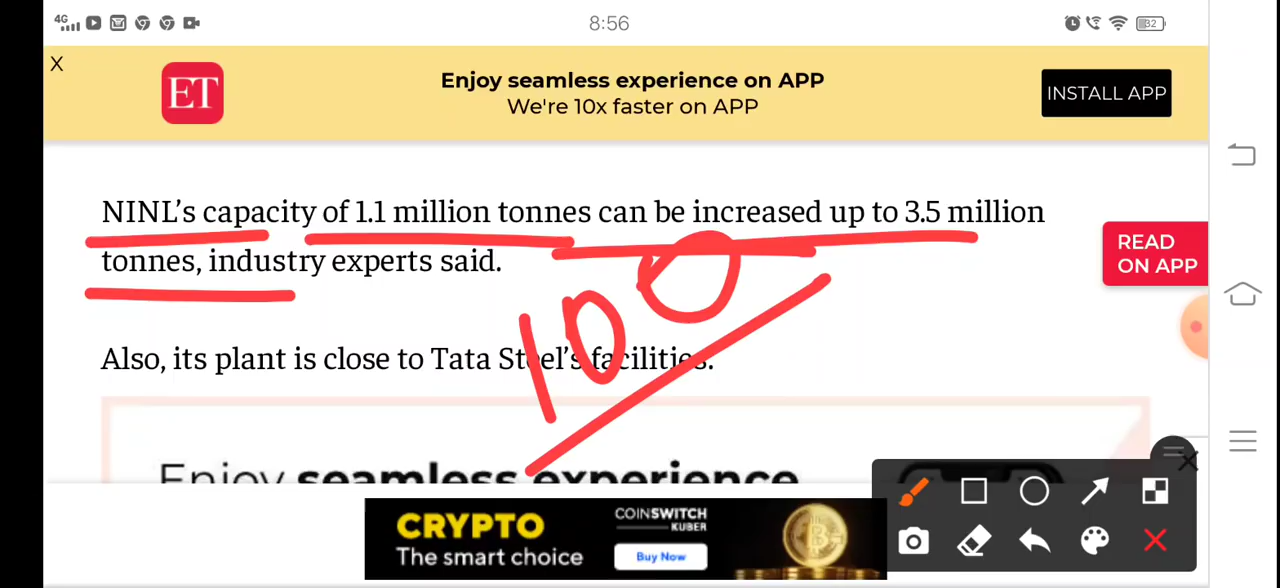 4G 8:56 32
X
ET
Enjoy seamless experience on APP
We're 10x faster on APP
INSTALL APP
NINL's capacity of 1.1 million tonnes can be increased up to 3.5 million
tonnes, industry experts said.
READ
ON APP
100
Also, its plant is close to Tata Steel's facilities.
Enjoy seamless experience
CRYPTO
The smart choice
COINSWITCH
KUBER
Buy Now